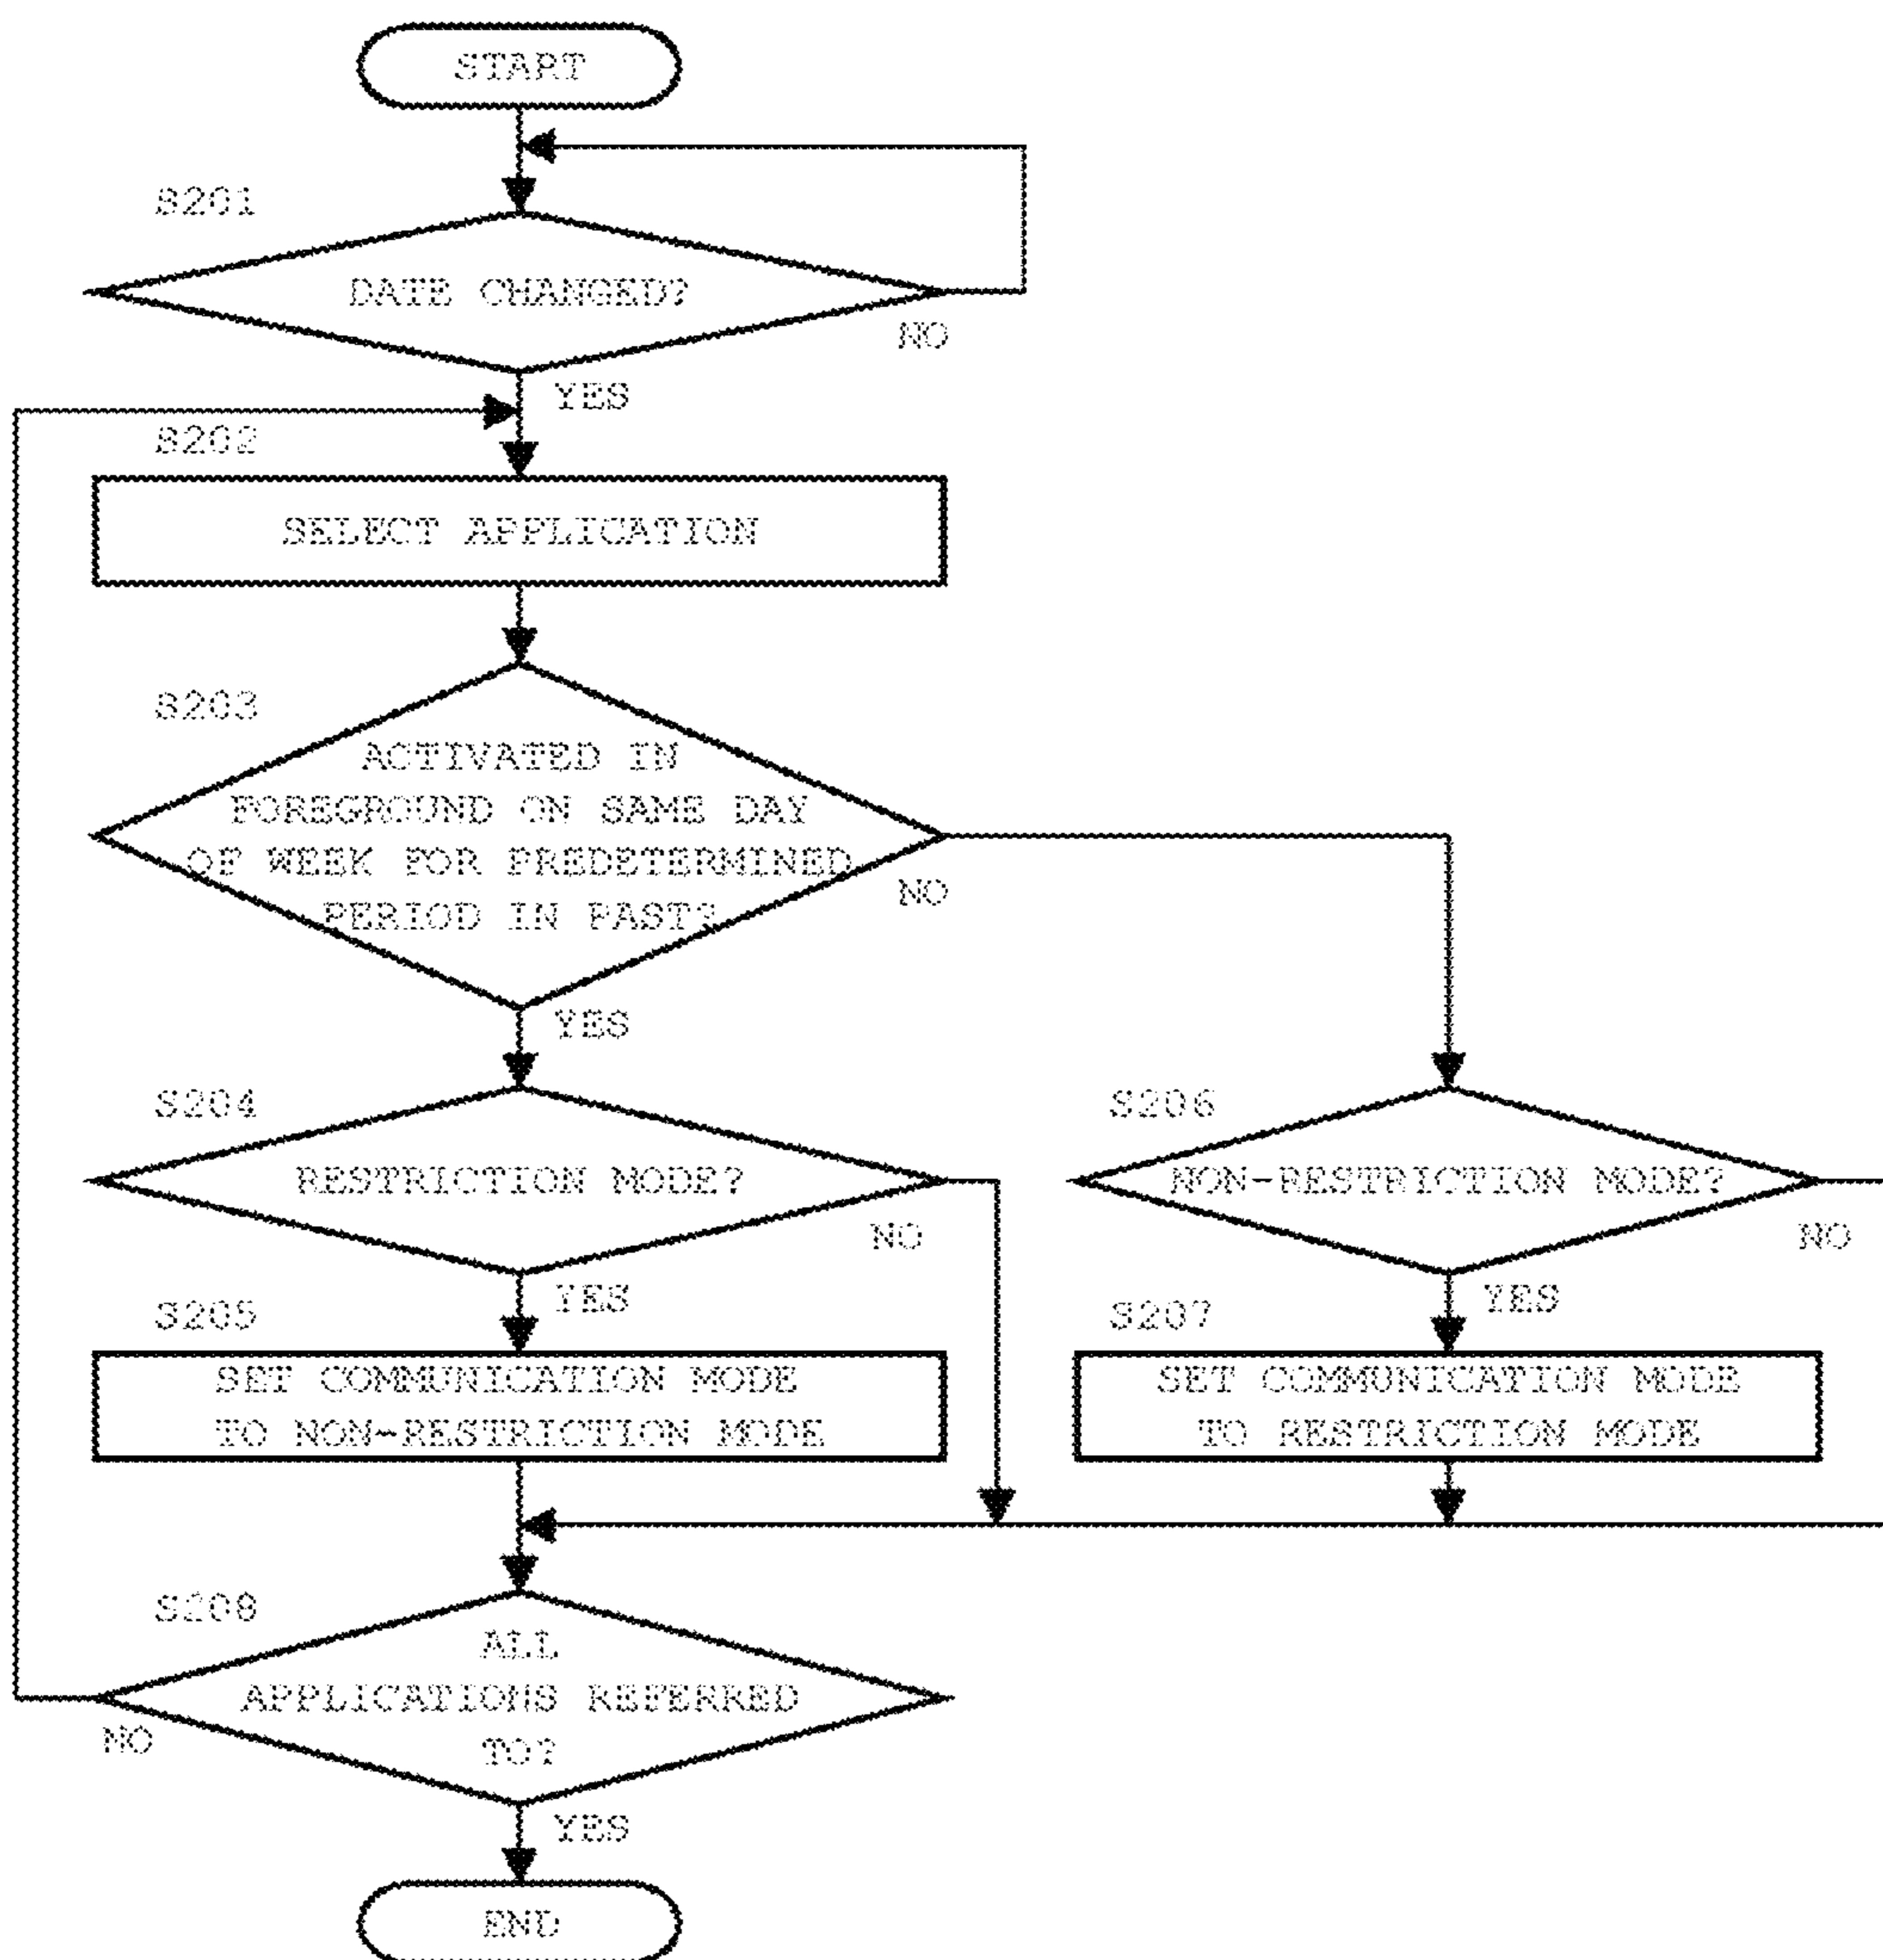 START
S201
DATE CHANGED?
NO
YES
S202
SELECT APPLICATION
S203
ACTIVATED IN
FOREGROUND ON SAME DAY
OF WEEK FOR PREDETERMINED
PERIOD IN PAST?
NO
YES
S204
RESTRICTION MODE?
NO
YES
S206
NON-RESTRICTION MODE?
NO
YES
S205
SET COMMUNICATION MODE
TO NON-RESTRICTION MODE
S207
SET COMMUNICATION MODE
TO RESTRICTION MODE
S208
ALL
APPLICATIONS REFERRED
TO?
NO
YES
END